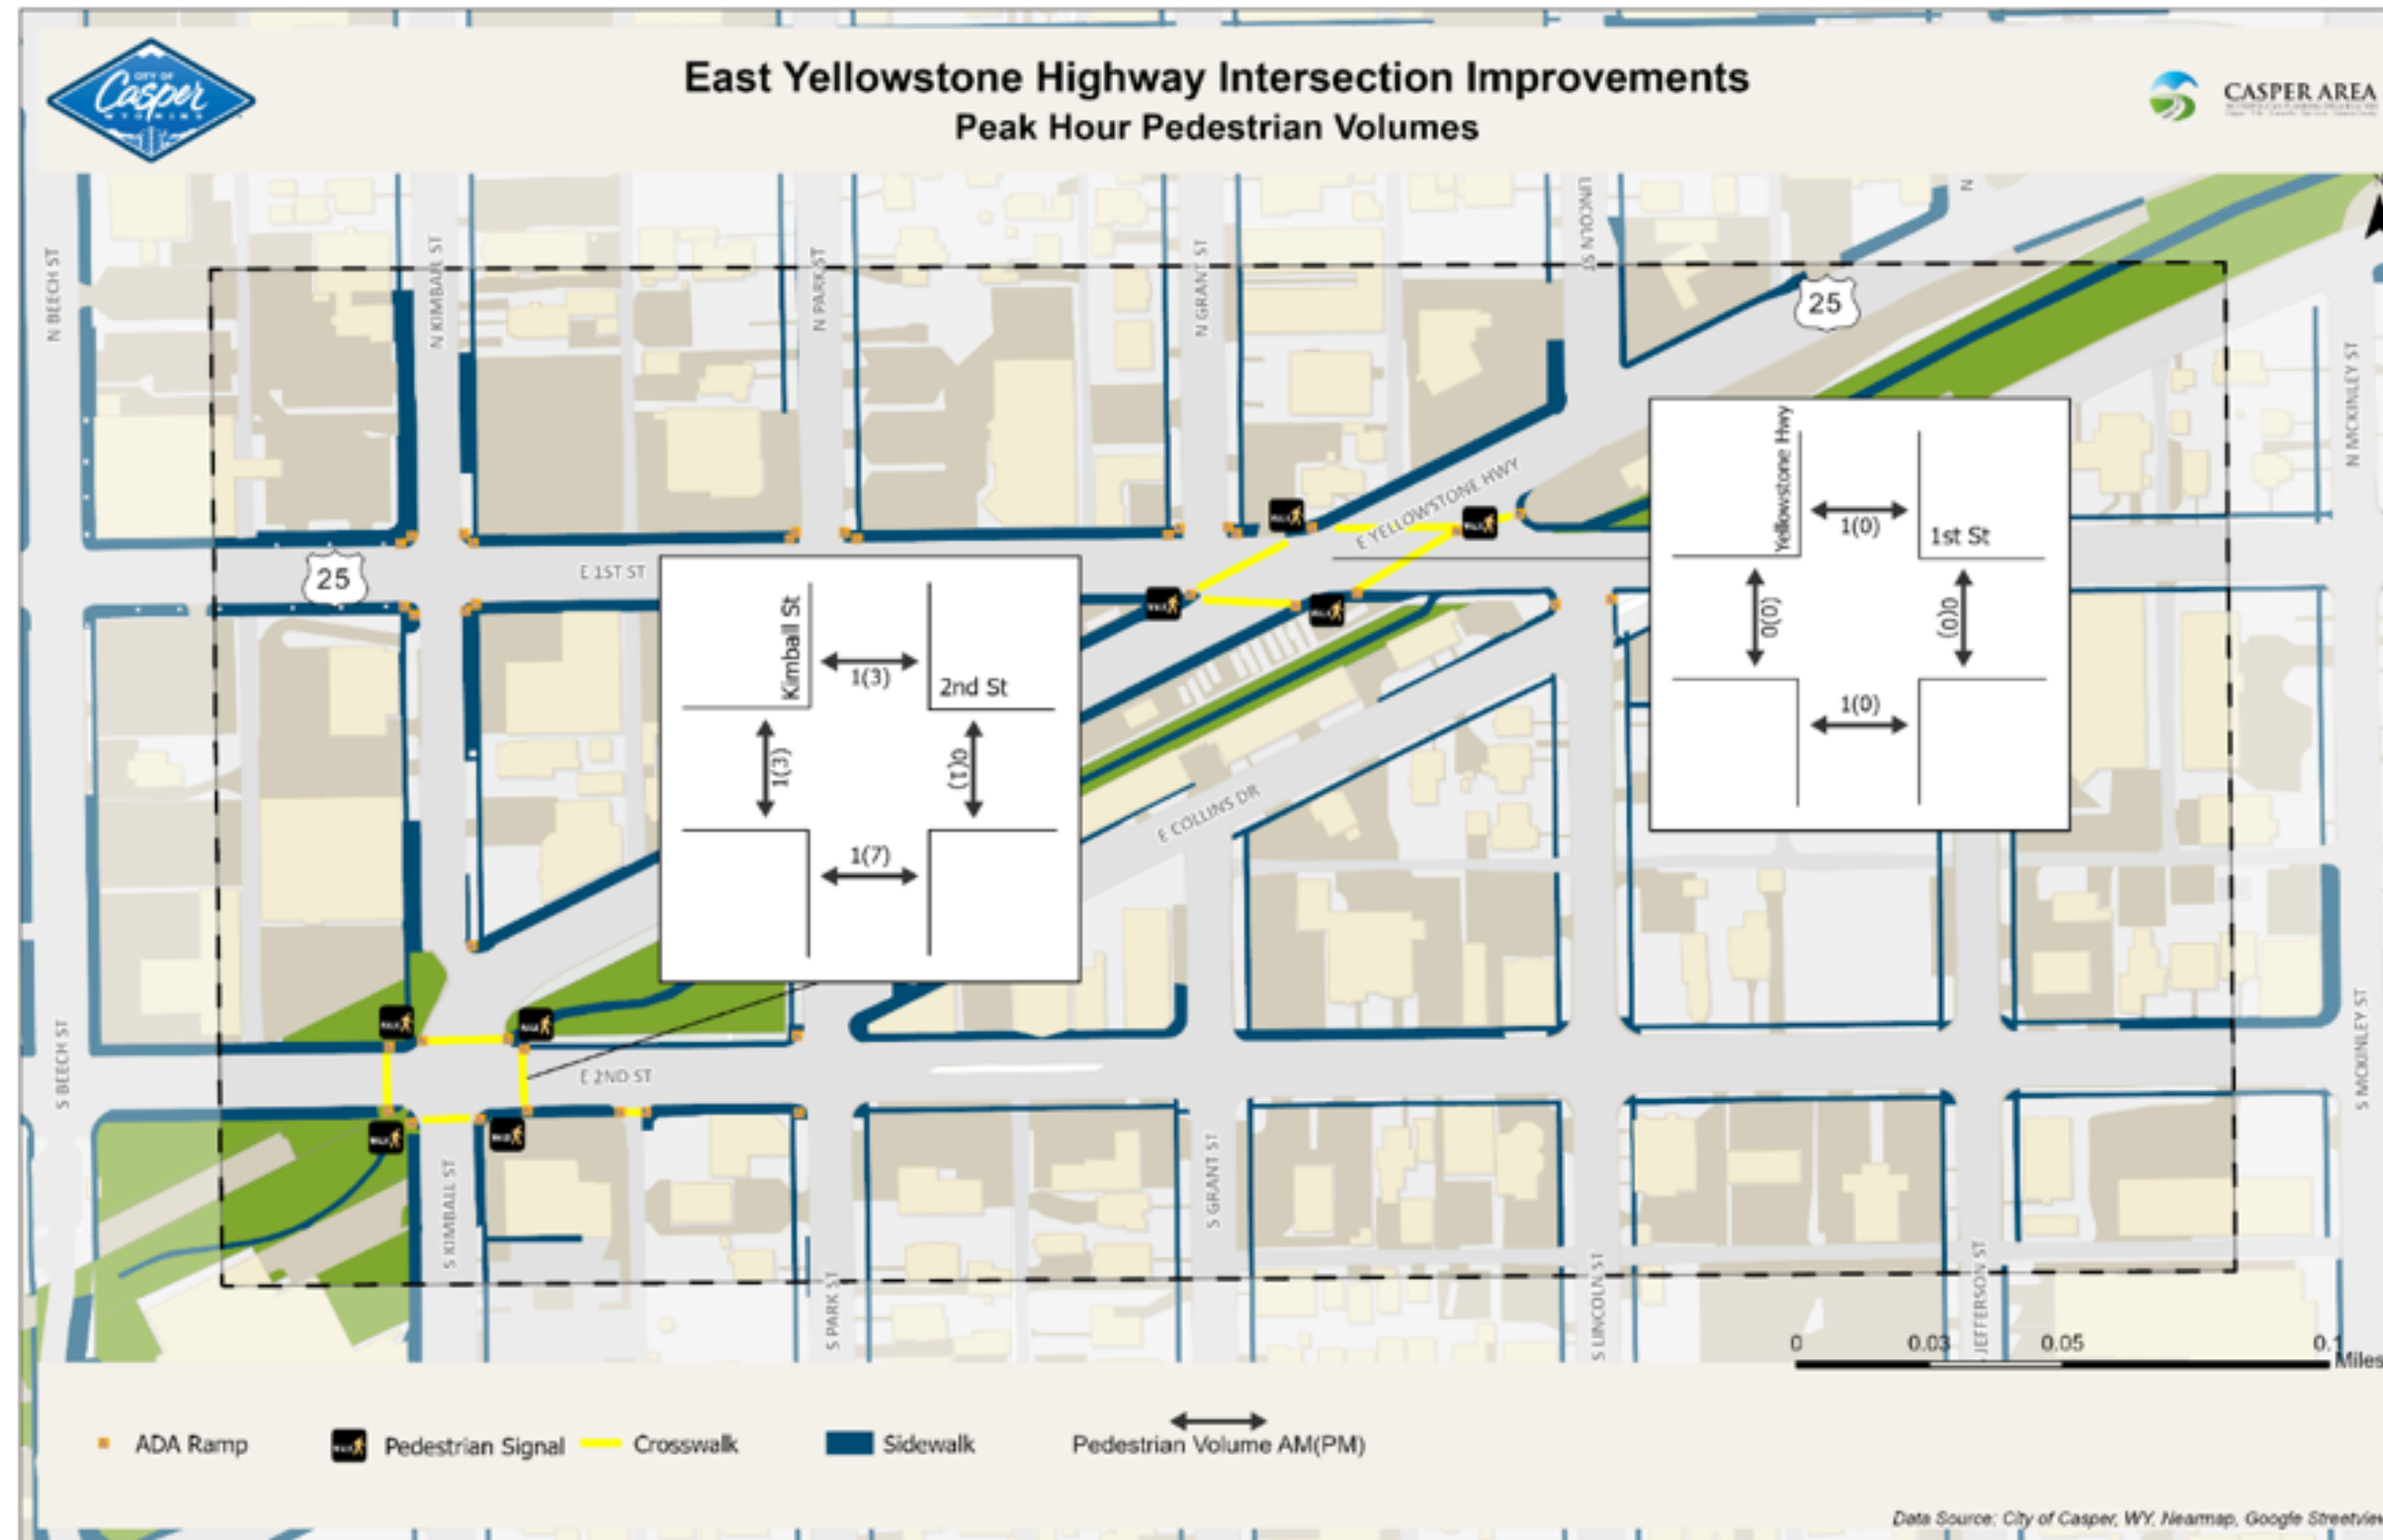 East Yellowstone Highway Intersection Improvements
Peak Hour Pedestrian Volumes
CITY OF
Casper
WYOMING
CASPER AREA
N BEECH ST
N KIMBALL ST
N PARK ST
N GRANT ST
LINCOLN ST
N
N MCKINLEY ST
25
E YELLOWSTONE HWY
25
E 1ST ST
Kimball St
1(3)
2nd St
1(3)
0(1)
1(7)
Yellowstone Hwy
1(0)
1st St
0(0)
0(0)
1(0)
E COLLINS DR
S BEECH ST
E 2ND ST
S KIMBALL ST
S PARK ST
S GRANT ST
S LINCOLN ST
JEFFERSON ST
S MCKINLEY ST
0 0.03 0.05 0.1
Miles
ADA Ramp
Pedestrian Signal
Crosswalk
Sidewalk
Pedestrian Volume AM(PM)
Data Source: City of Casper, WY, Nearmap, Google Streetview